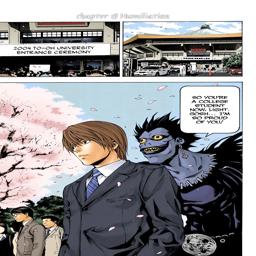 chapter 18 Humiliation
2004 TO-OH UNIVERSITY
ENTRANCE CEREMONY
SO YOU'RE
A COLLEGE
STUDENT
NOW, LIGHT.
GOSH... I'M
SO PROUD
OF YOU!